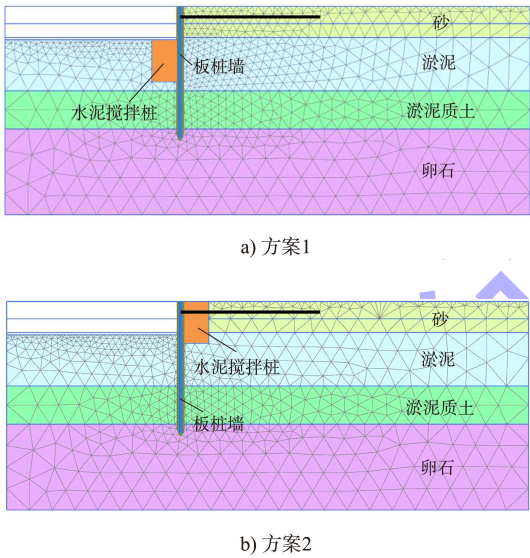 砂
板桩墙
淤泥
水泥搅拌桩
淤泥质土
卵石
a) 方案1
砂
水泥搅拌桩
淤泥
板桩墙
淤泥质土
卵石
b) 方案2